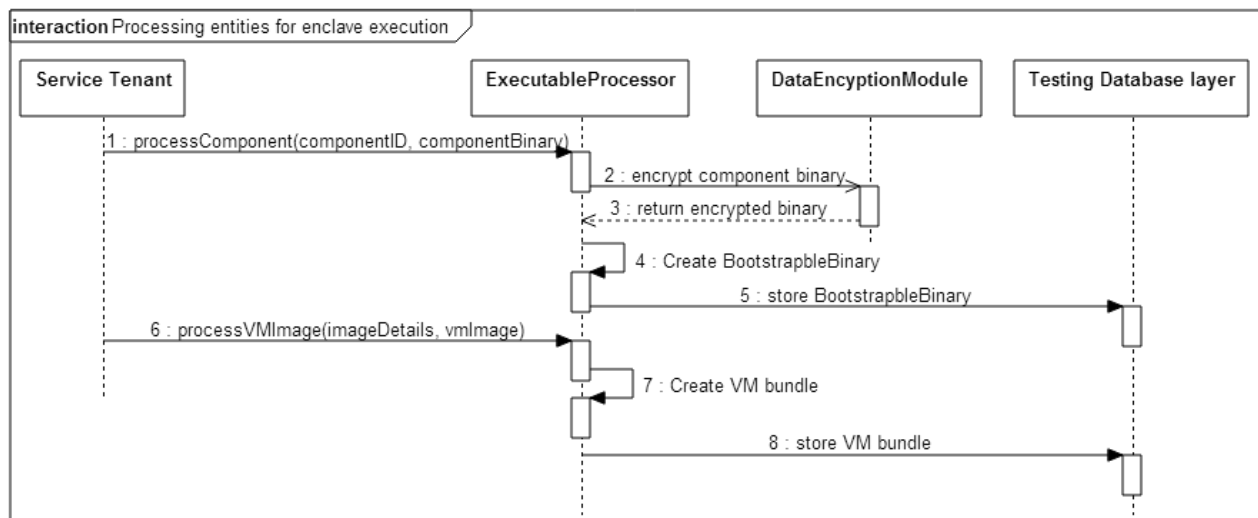 interaction Processing entities for enclave execution
Service Tenant
ExecutableProcessor
DataEncyptionModule
Testing Database layer
1 : processComponent(componentID, componentBinary)
2 : encrypt component binary
3 : return encrypted binary
4 : Create BootstrapbleBinary
5 : store BootstrapbleBinary
6 : processVMImage(imageDetails, vmImage)
7 : Create VM bundle
8 : store VM bundle